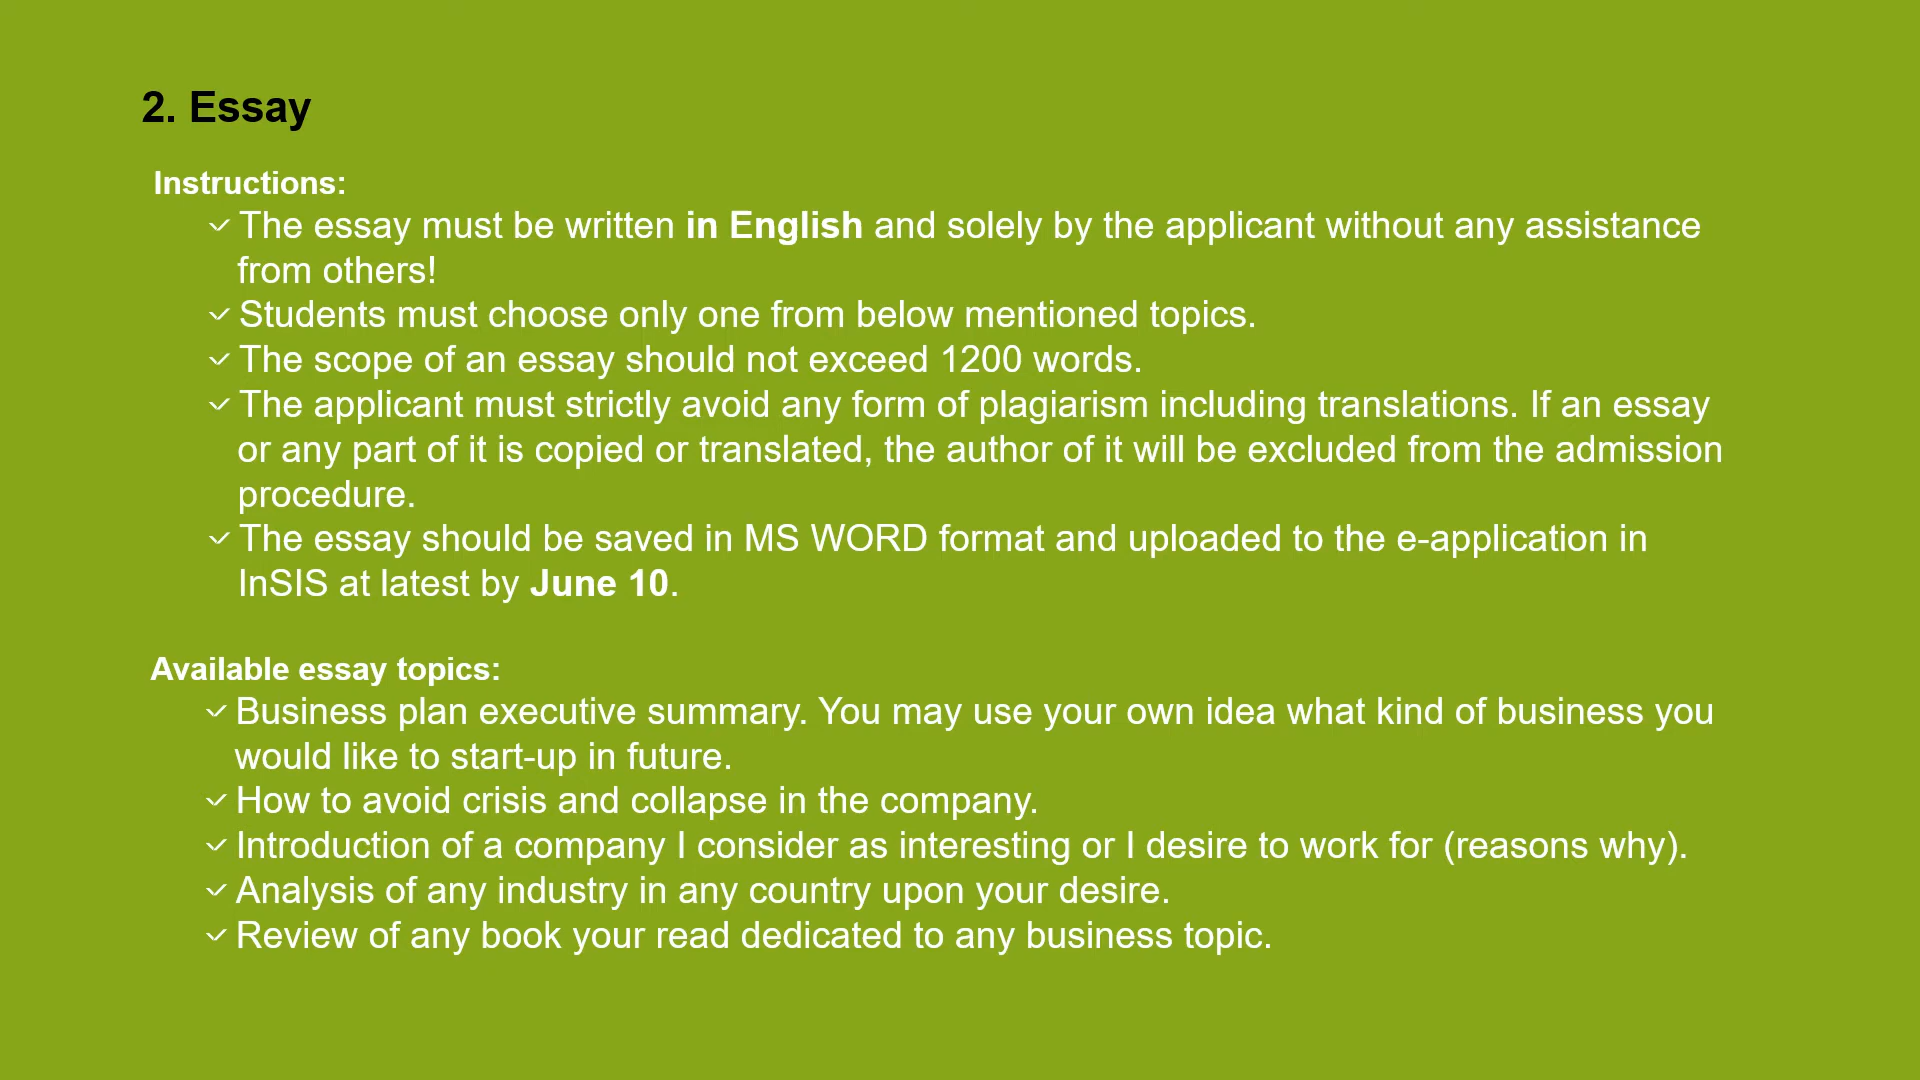 2. Essay
Instructions:
✓ The essay must be written in English and solely by the applicant without any assistance
from others!
✓ Students must choose only one from below mentioned topics.
✓ The scope of an essay should not exceed 1200 words.
✓ The applicant must strictly avoid any form of plagiarism including translations. If an essay
or any part of it is copied or translated, the author of it will be excluded from the admission
procedure.
✓ The essay should be saved in MS WORD format and uploaded to the e-application in
InSIS at latest by June 10.
Available essay topics:
✓ Business plan executive summary. You may use your own idea what kind of business you
would like to start-up in future.
✓ How to avoid crisis and collapse in the company.
✓ Introduction of a company I consider as interesting or I desire to work for (reasons why).
✓ Analysis of any industry in any country upon your desire.
✓ Review of any book your read dedicated to any business topic.